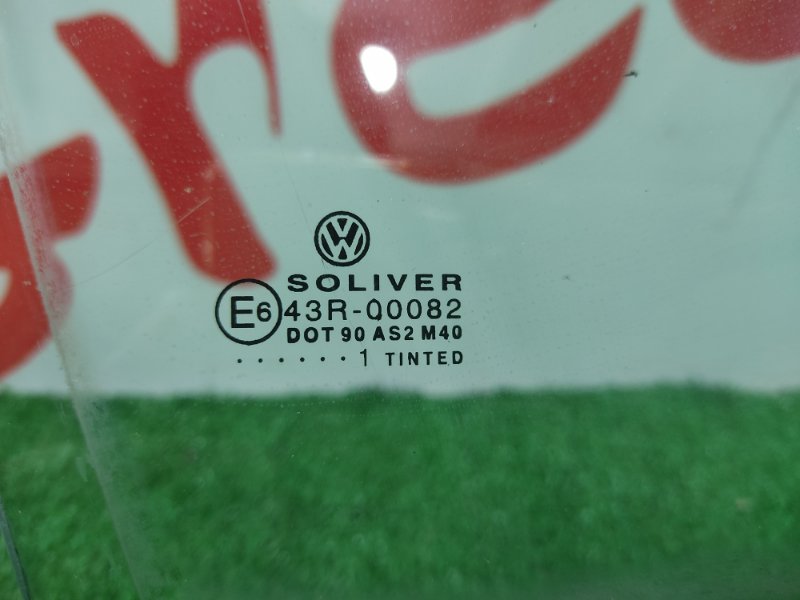 SOLIVER
E6 43R-00082
DOT 90 AS2 M40
. . . . . . 1 TINTED